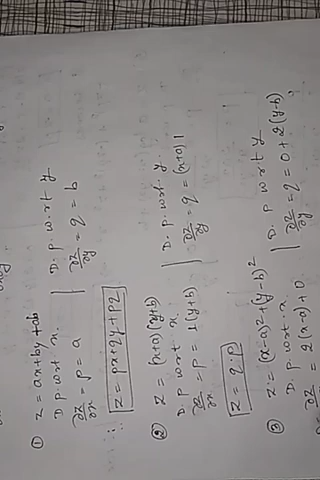 ① z = ax+by+ab
D.p w.r.t x. | D.p.w.r.t y
∂z/∂x = p = a | ∂z/∂y = q = b
z = px+qy+pq
② z = (x+a)(y+b)
D.p w.r.t x. | D.p w.r.t y.
∂z/∂x = p = 1(y+b) | ∂z/∂y = q = (x+a)1
z = q.p
③ z = (x-a)²+(y-b)²
D.p w.r.t x. | D.p w.r.t y
∂z = 2(x-a)+0 | ∂z/∂y = q = 0+2(y-b)